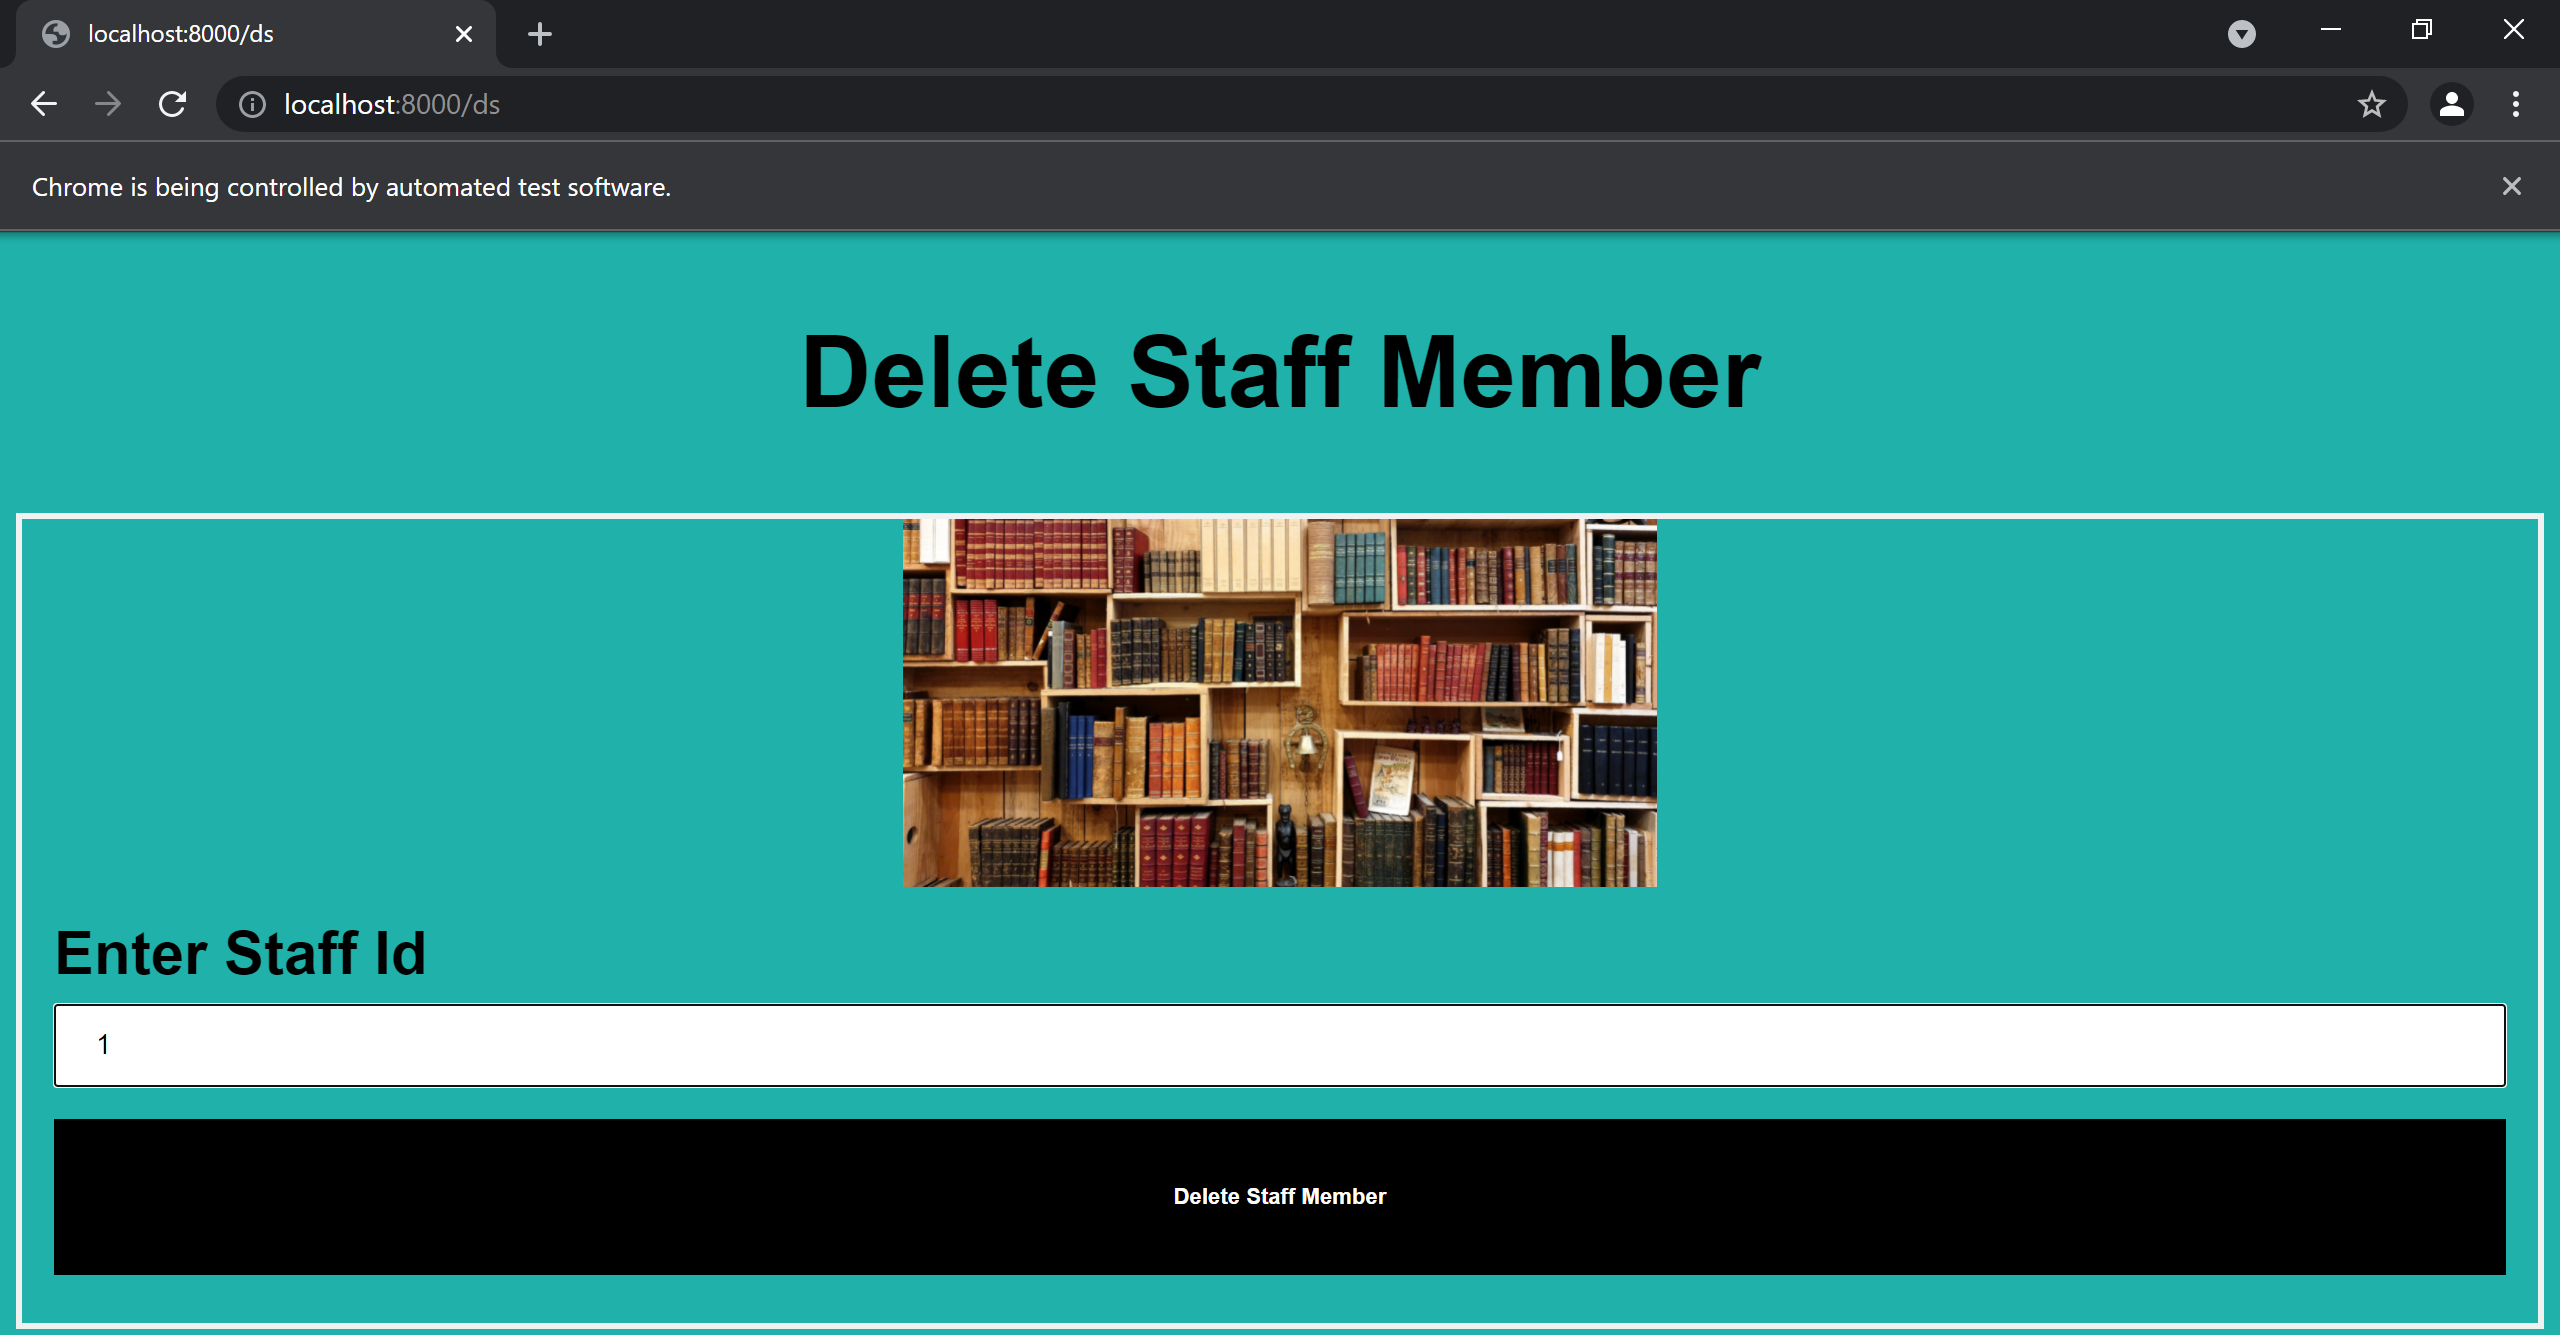 localhost:8000/ds
localhost:8000/ds
Chrome is being controlled by automated test software.
Delete Staff Member
Enter Staff Id
1
Delete Staff Member